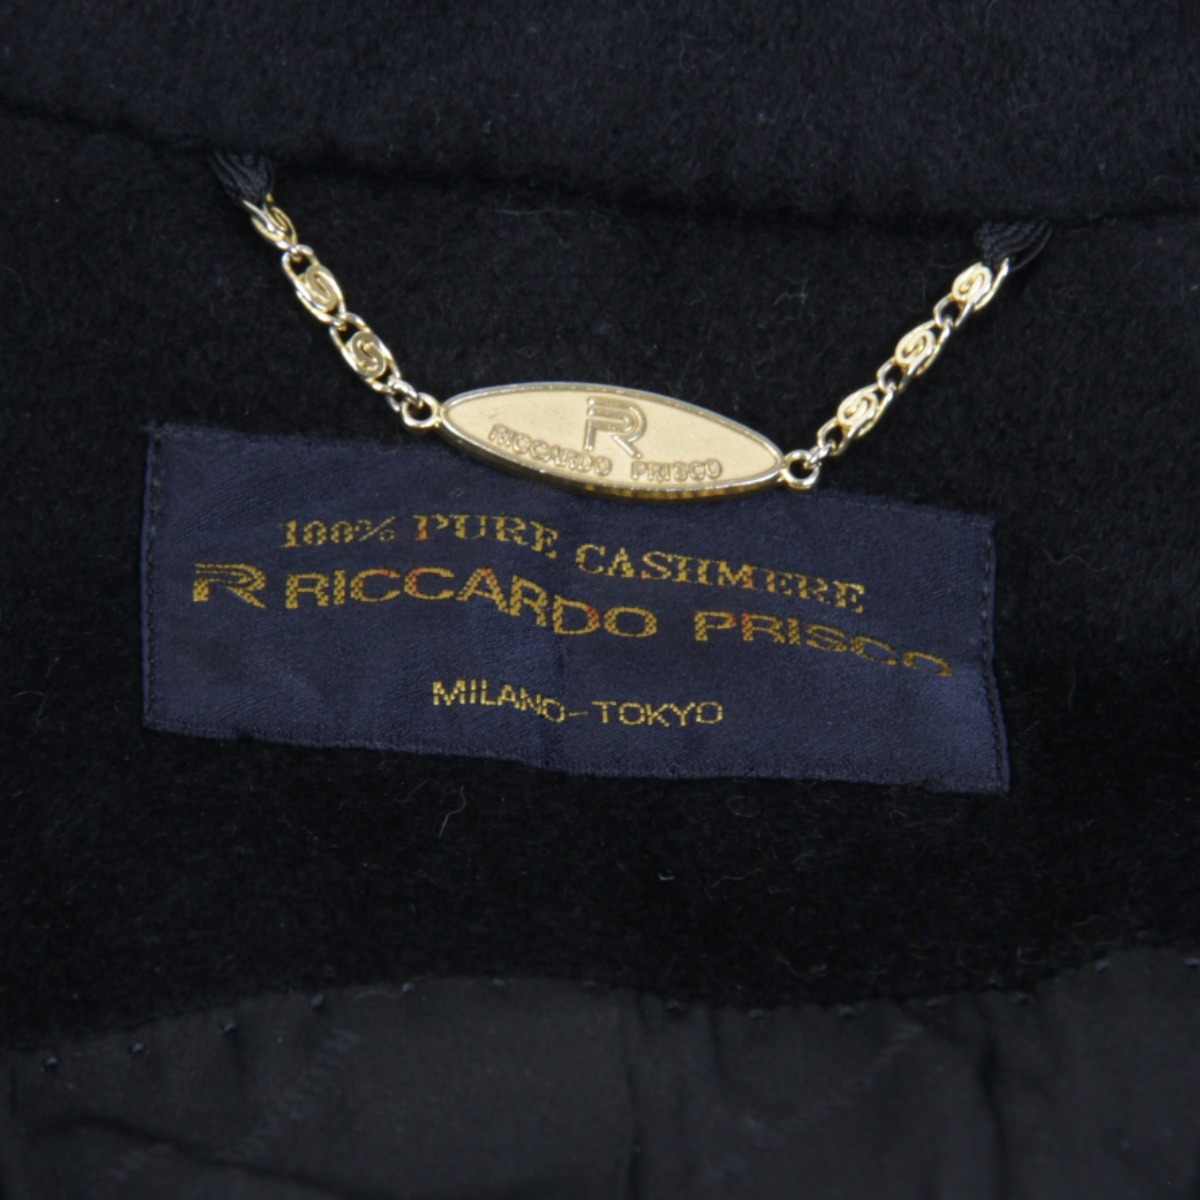 R
RICCARDO PRISCO
100% PURE CASHMERE
R RICCARDO PRISCO
MILANO-TOKYO